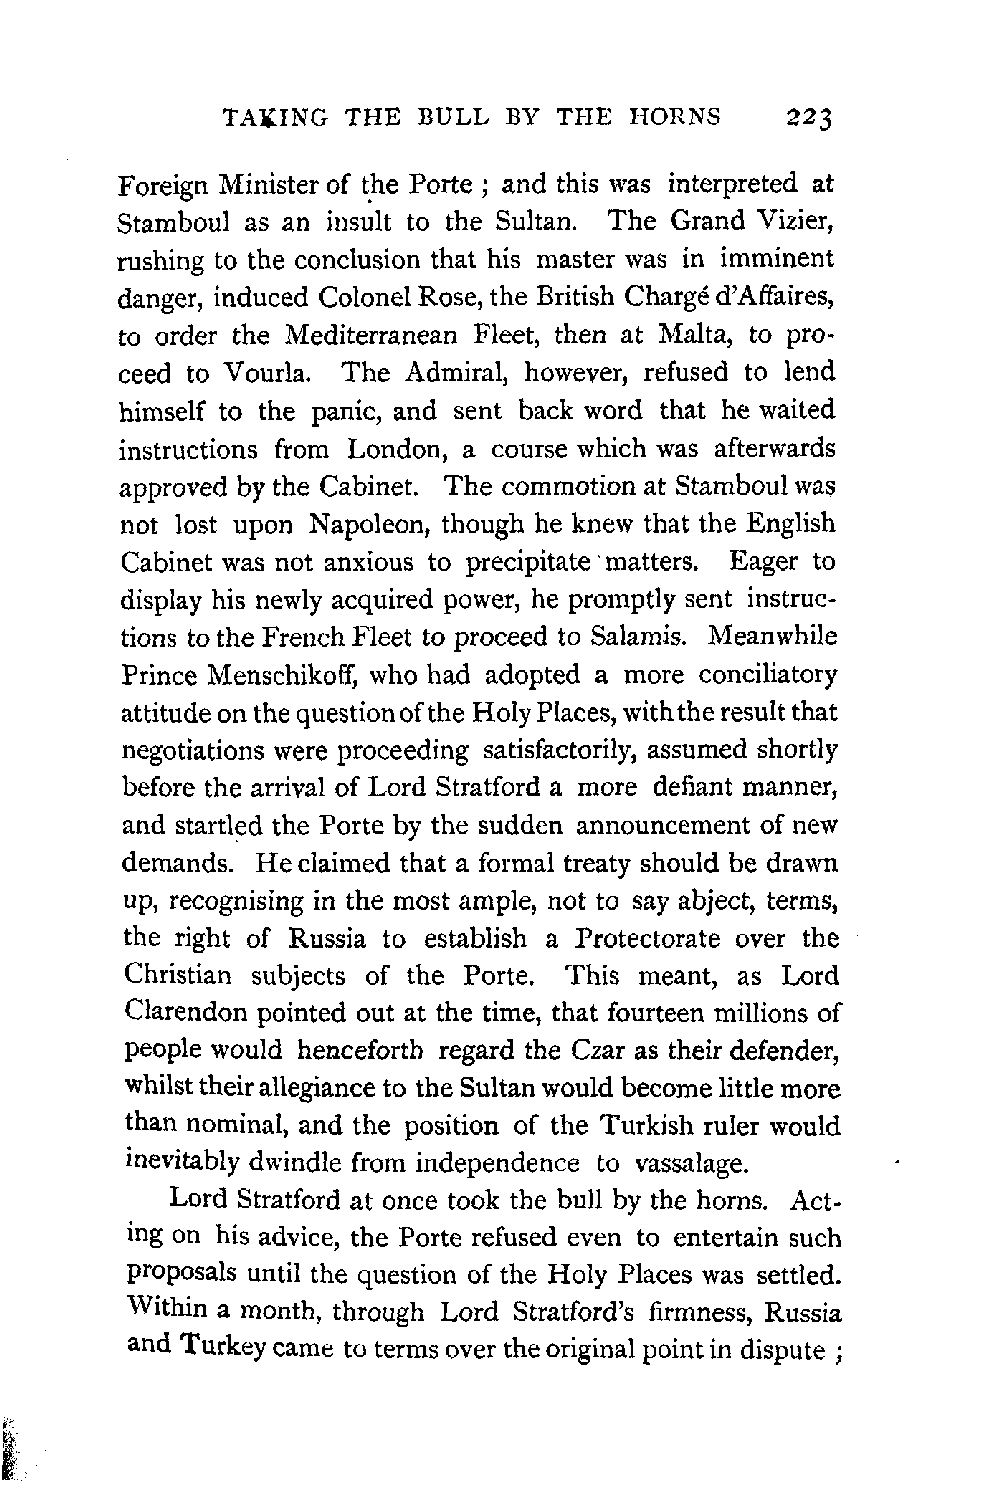 TAKING THE BULL BY THE HORNS 223
Foreign Minister of the Porte ; and this was interpreted at
Stamboul as an insult to the Sultan. The Grand Vizier,
rushing to the conclusion that his master was in imminent
danger, induced Colonel Rose, the British Chargé d'Affaires,
to order the Mediterranean Fleet, then at Malta, to pro-
ceed to Vourla. The Admiral, however, refused to lend
himself to the panic, and sent back word that he waited
instructions from London, a course which was afterwards
approved by the Cabinet. The commotion at Stamboul was
not lost upon Napoleon, though he knew that the English
Cabinet was not anxious to precipitate matters. Eager to
display his newly acquired power, he promptly sent instruc-
tions to the French Fleet to proceed to Salamis. Meanwhile
Prince Menschikoff, who had adopted a more conciliatory
attitude on the question of the Holy Places, with the result that
negotiations were proceeding satisfactorily, assumed shortly
before the arrival of Lord Stratford a more defiant manner,
and startled the Porte by the sudden announcement of new
demands. He claimed that a formal treaty should be drawn
up, recognising in the most ample, not to say abject, terms,
the right of Russia to establish a Protectorate over the
Christian subjects of the Porte. This meant, as Lord
Clarendon pointed out at the time, that fourteen millions of
people would henceforth regard the Czar as their defender,
whilst their allegiance to the Sultan would become little more
than nominal, and the position of the Turkish ruler would
inevitably dwindle from independence to vassalage.
Lord Stratford at once took the bull by the horns. Act-
ing on his advice, the Porte refused even to entertain such
proposals until the question of the Holy Places was settled.
Within a month, through Lord Stratford's firmness, Russia
and Turkey came to terms over the original point in dispute ;